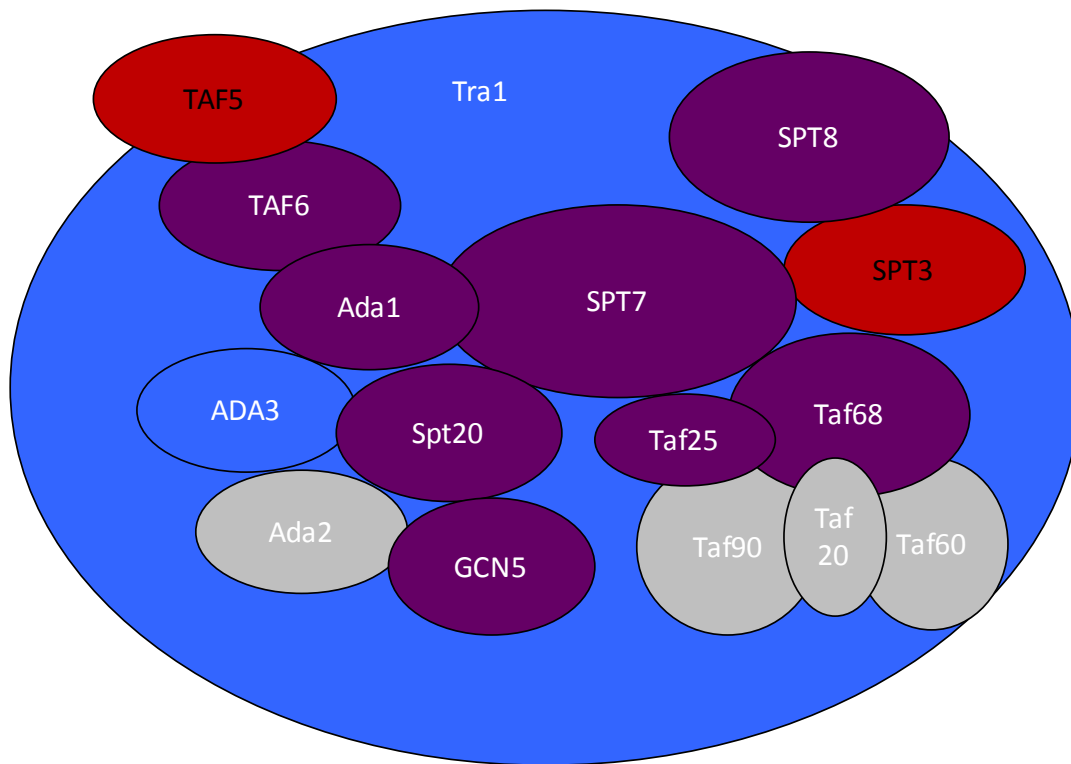 Tra1
TAF5
SPT8
TAF6
SPT3
Ada1
SPT7
ADA3
Spt20
Taf25
Taf68
Ada2
GCN5
Taf90
Taf
20
Taf60